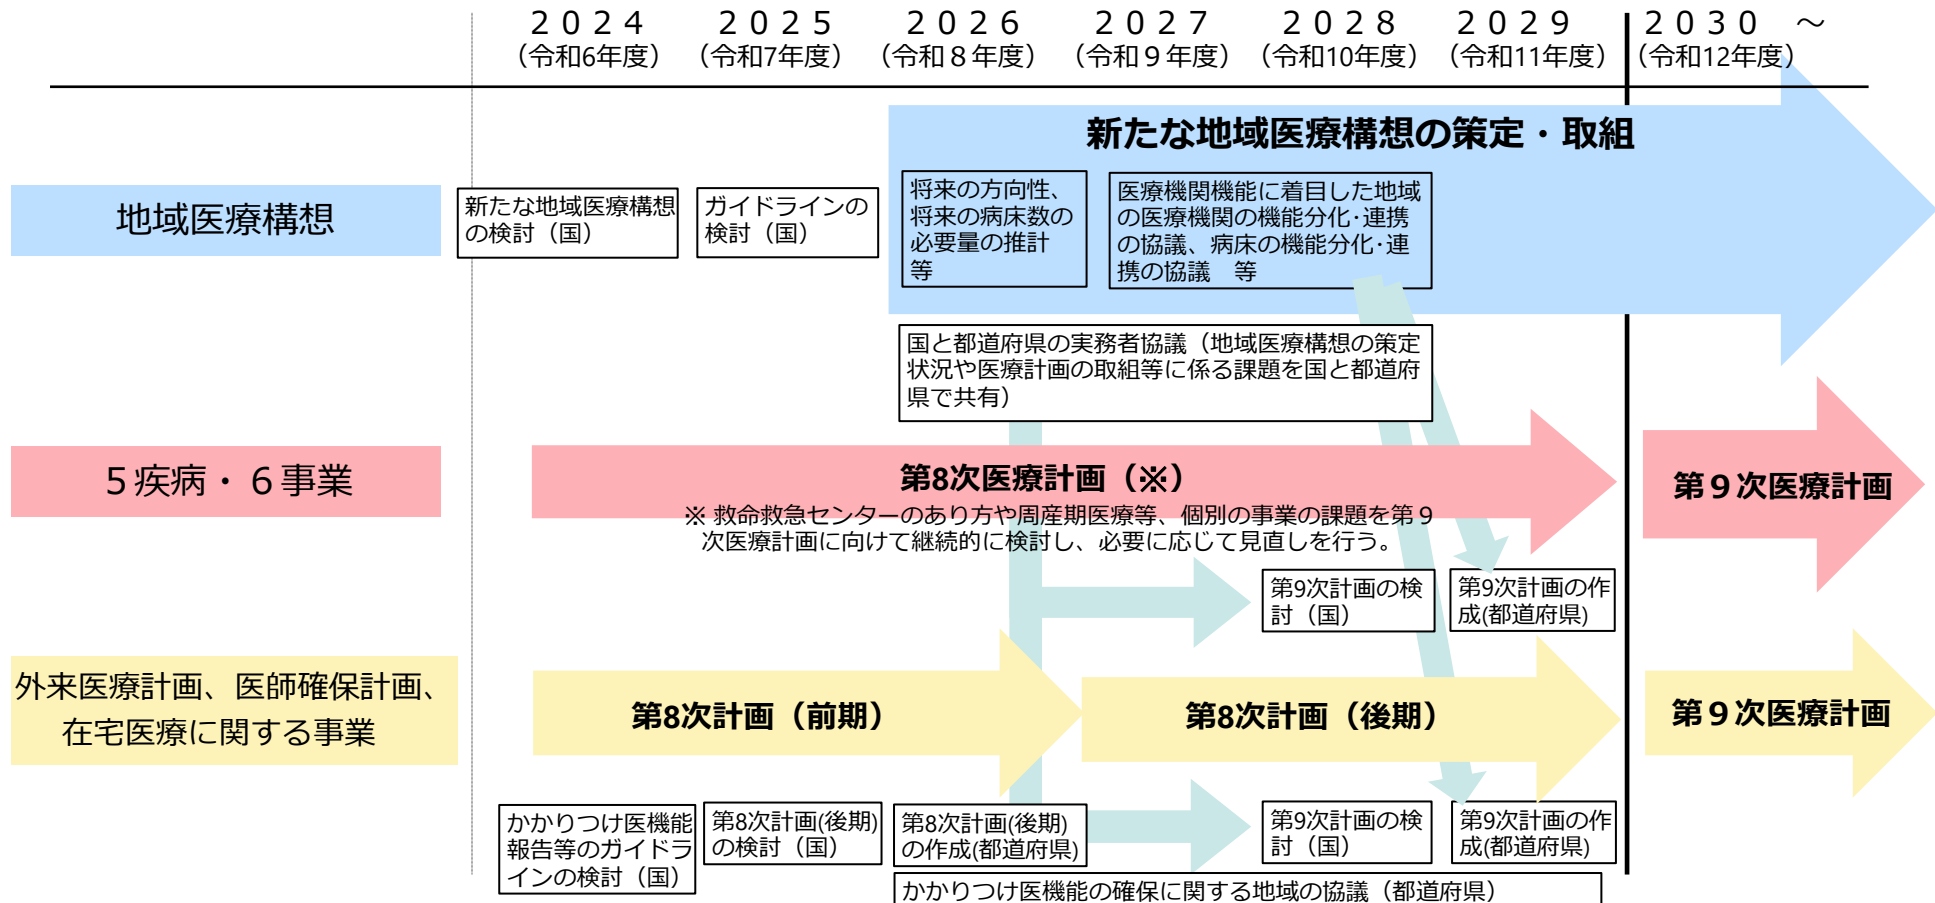 ２０２４　２０２５　２０２６　２０２７　２０２８　２０２９　２０３０　～
（令和6年度）（令和7年度）（令和８年度）（令和９年度）（令和10年度）（令和11年度）（令和12年度）
新たな地域医療構想の策定・取組
地域医療構想
新たな地域医療構想
の検討（国）
ガイドラインの
検討（国）
将来の方向性、
将来の病床数の
必要量の推計
等
医療機関機能に着目した地域
の医療機関の機能分化･連携
の協議、病床の機能分化･連
携の協議　等
国と都道府県の実務者協議（地域医療構想の策定
状況や医療計画の取組等に係る課題を国と都道府
県で共有）
５疾病・６事業
第8次医療計画（※）
※ 救命救急センターのあり方や周産期医療等、個別の事業の課題を第９
次医療計画に向けて継続的に検討し、必要に応じて見直しを行う。
第９次医療計画
第9次計画の検
討（国）
第9次計画の作
成(都道府県)
外来医療計画、医師確保計画、
在宅医療に関する事業
第8次計画（前期）
第8次計画（後期）
第９次医療計画
かかりつけ医機能
報告等のガイドラ
インの検討（国）
第8次計画(後期)
の検討（国）
第8次計画(後期)
の作成(都道府県)
第9次計画の検
討（国）
第9次計画の作
成(都道府県)
かかりつけ医機能の確保に関する地域の協議（都道府県）